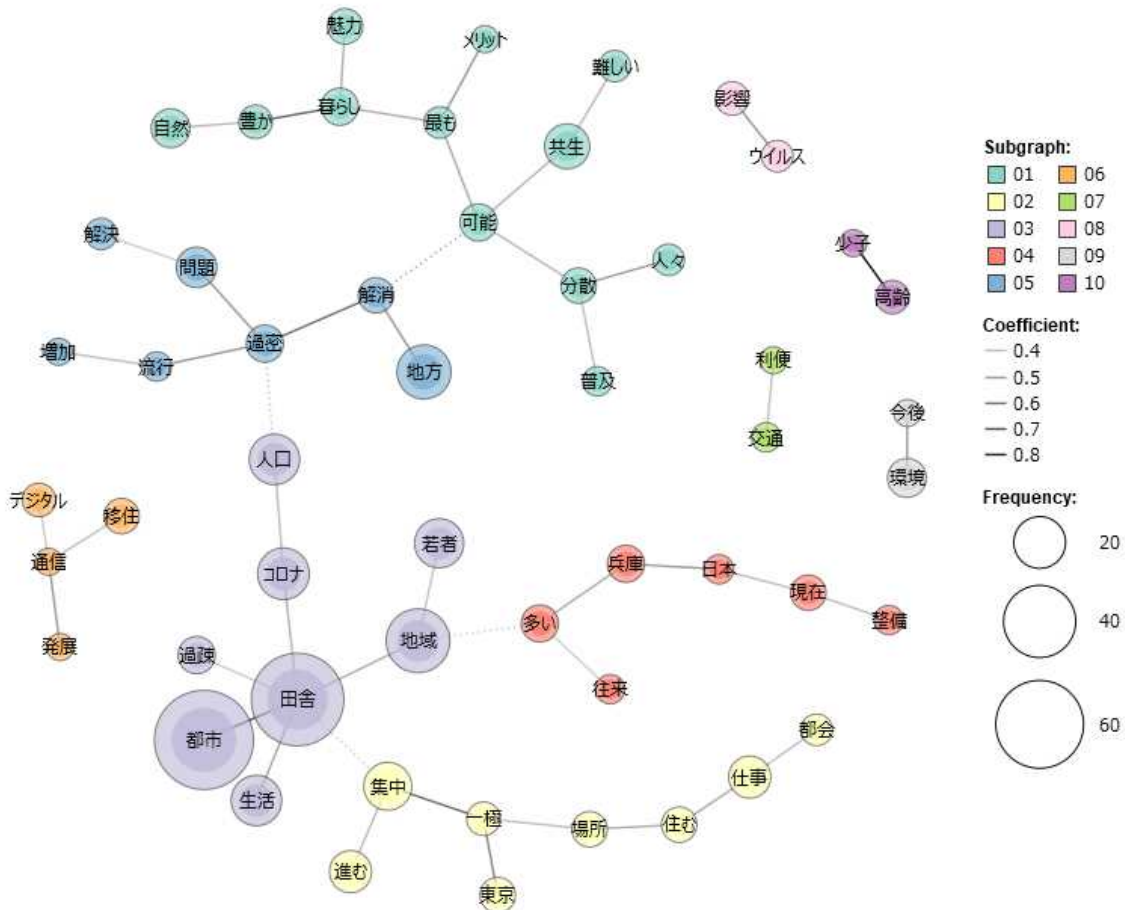 魅力
メリット
難しい
自然
豊か
暮らし
最も
共生
影響
ウイルス
可能
解決
問題
解消
分散
人々
少子
高齢
増加
流行
過密
地方
普及
利便
交通
今後
環境
人口
デジタル
移住
通信
発展
コロナ
若者
地域
過疎
田舎
都市
生活
多い
兵庫
日本
現在
整備
往来
集中
進む
一極
東京
場所
住む
仕事
都会
Subgraph:
01 06
02 07
03 08
04 09
05 10
Coefficient:
0.4
0.5
0.6
0.7
0.8
Frequency:
20
40
60